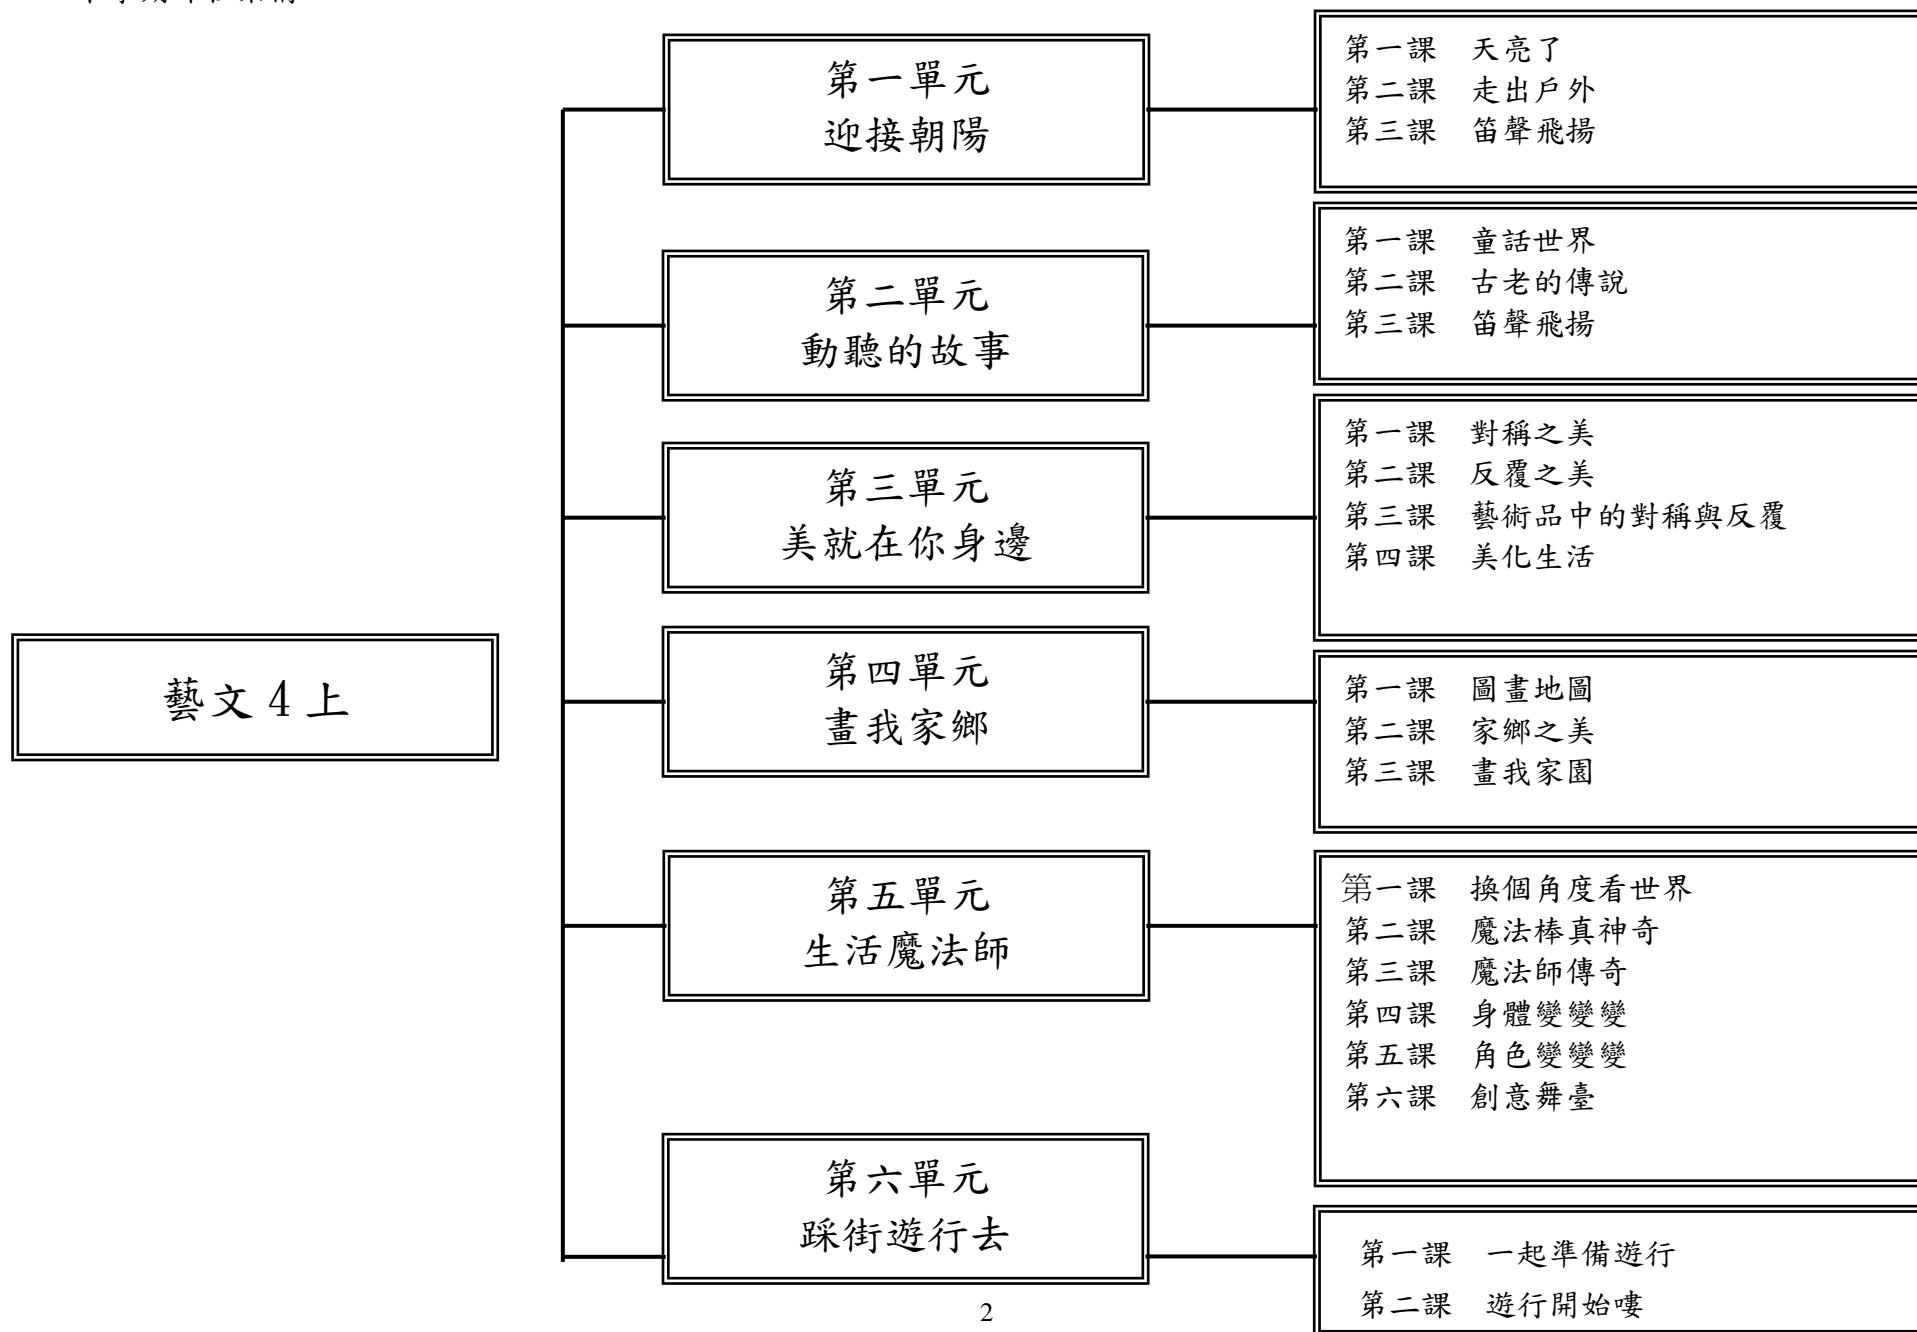 藝文4上
第一單元
迎接朝陽
第一課 天亮了
第二課 走出戶外
第三課 笛聲飛揚
第二單元
動聽的故事
第一課 童話世界
第二課 古老的傳說
第三課 笛聲飛揚
第三單元
美就在你身邊
第一課 對稱之美
第二課 反覆之美
第三課 藝術品中的對稱與反覆
第四課 美化生活
第四單元
畫我家鄉
第一課 圖畫地圖
第二課 家鄉之美
第三課 畫我家園
第五單元
生活魔法師
第一課 換個角度看世界
第二課 魔法棒真神奇
第三課 魔法師傳奇
第四課 身體變變變
第五課 角色變變變
第六課 創意舞臺
第六單元
踩街遊行去
第一課 一起準備遊行
第二課 遊行開始嘍
2